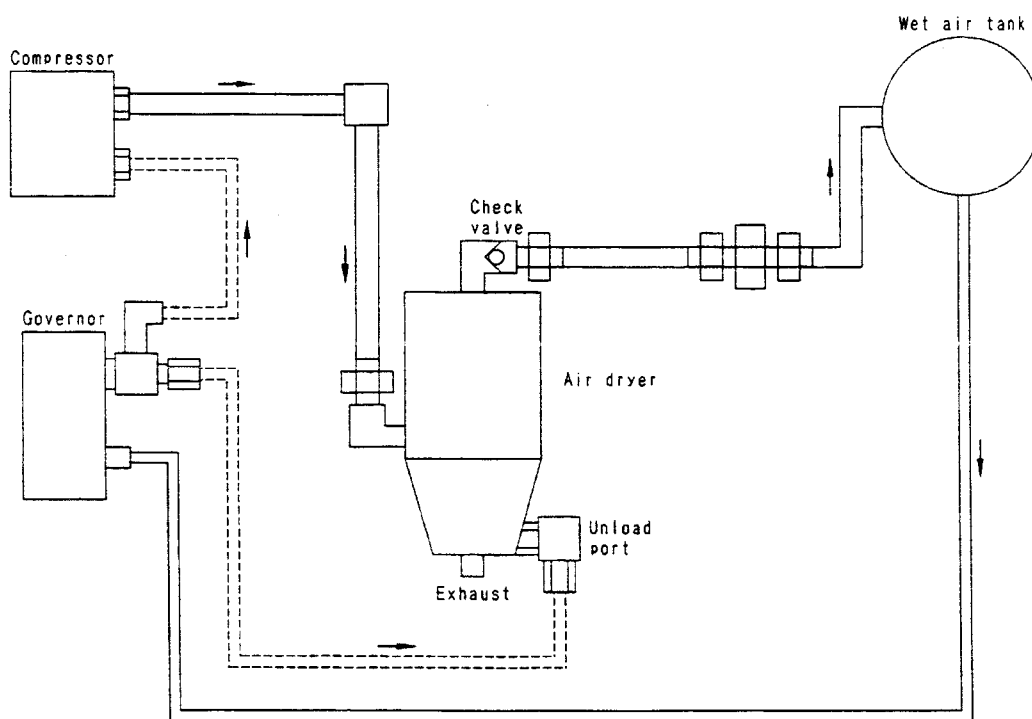 Wet air tank
Compressor
Check
valve
Governor
Air dryer
Unload
port
Exhaust